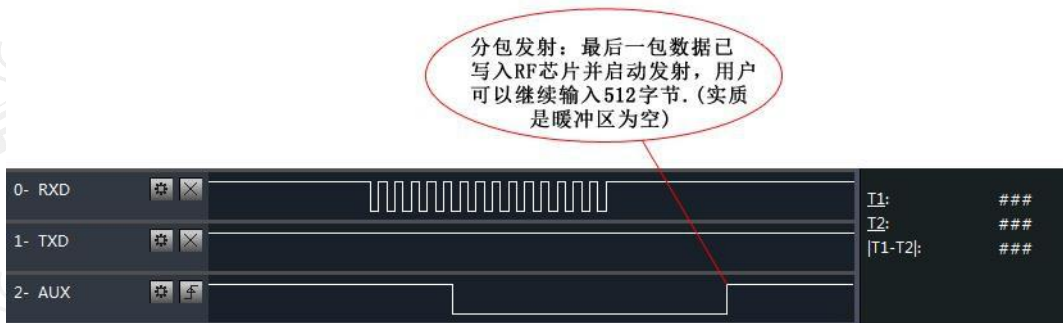 分包发射：最后一包数据已
写入RF芯片并启动发射，用户
可以继续输入512字节.(实质
是暖冲区为空)
0- RXD
1- TXD
2- AUX
T1: ###
T2: ###
|T1-T2|: ###